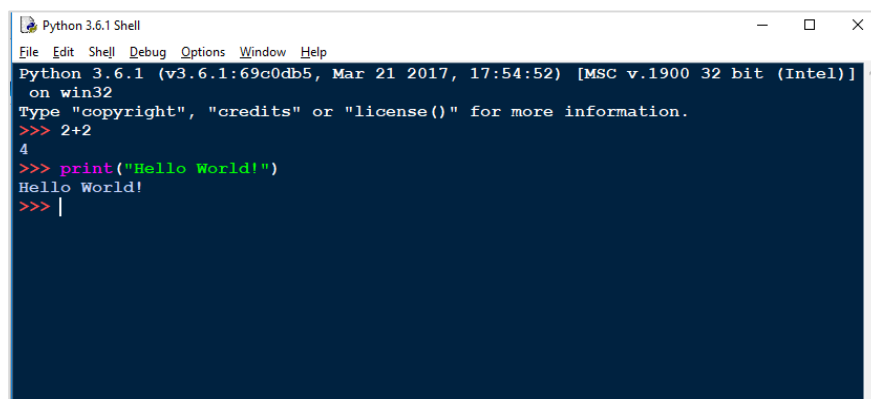 Python 3.6.1 Shell
File Edit Shell Debug Options Window Help
Python 3.6.1 (v3.6.1:69c0db5, Mar 21 2017, 17:54:52) [MSC v.1900 32 bit (Intel)]
 on win32
Type "copyright", "credits" or "license()" for more information.
>>> 2+2
4
>>> print("Hello World!")
Hello World!
>>>